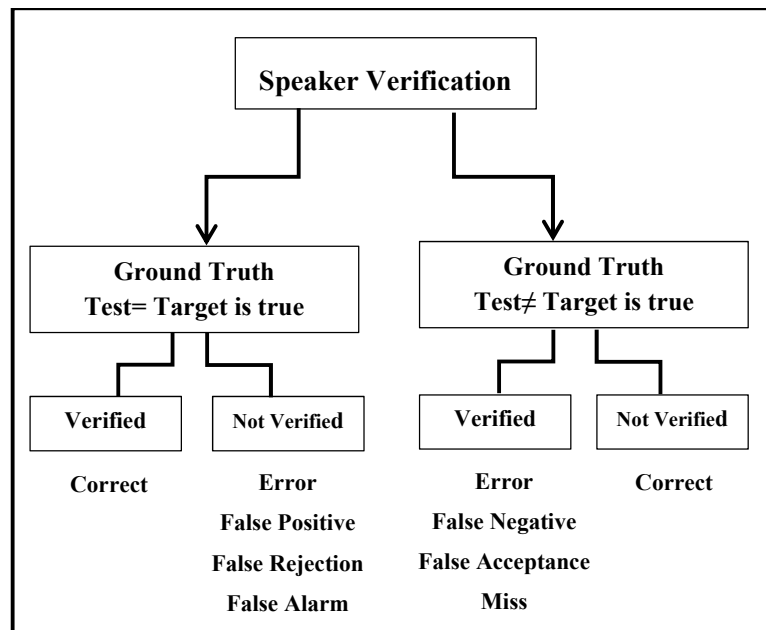 Speaker Verification
Ground Truth
Test= Target is true
Ground Truth
Test≠ Target is true
Verified
Not Verified
Verified
Not Verified
Correct
Error
False Positive
False Rejection
False Alarm
Error
False Negative
False Acceptance
Miss
Correct